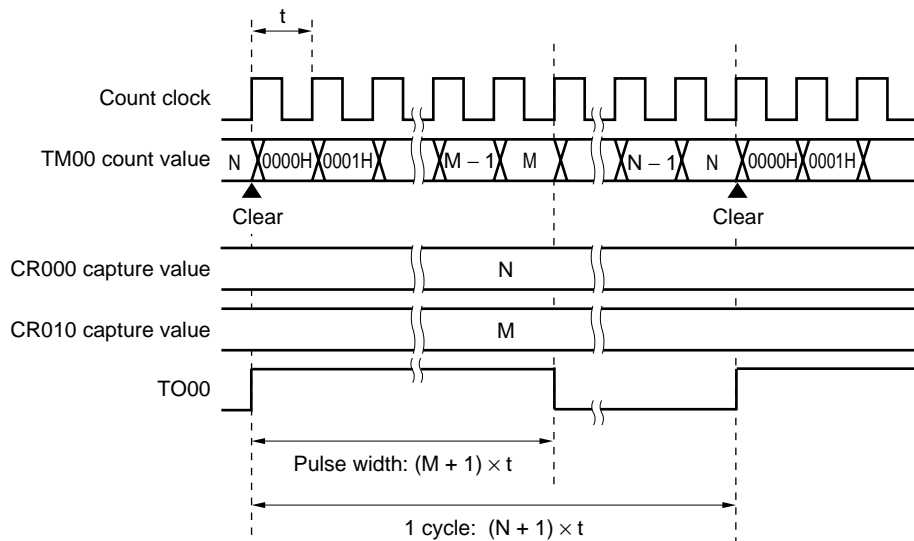 t
Count clock
TM00 count value N 0000H 0001H M – 1 M N – 1 N 0000H 0001H
Clear Clear
CR000 capture value N
CR010 capture value M
TO00
Pulse width: (M + 1) × t
1 cycle: (N + 1) × t